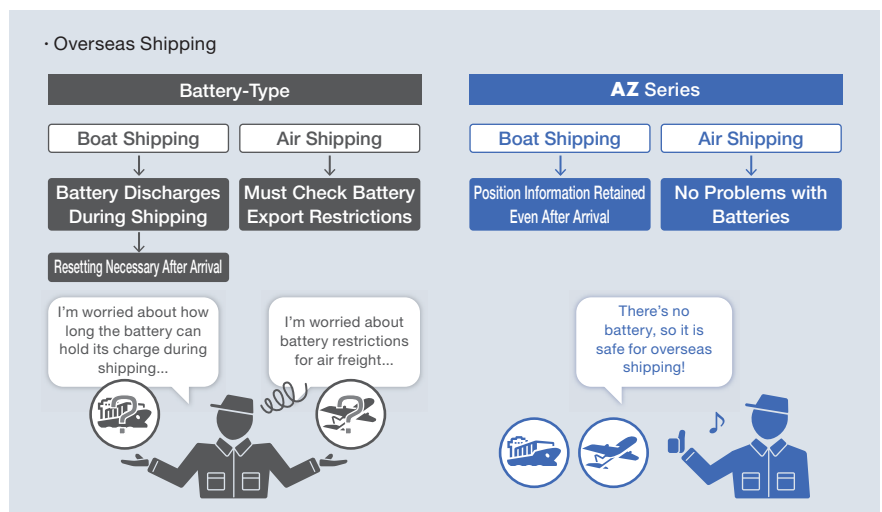 · Overseas Shipping
Battery-Type
Boat Shipping
Air Shipping
Battery Discharges
During Shipping
Must Check Battery
Export Restrictions
Resetting Necessary After Arrival
I'm worried about how
long the battery can
hold its charge during
shipping...
I'm worried about
battery restrictions
for air freight...
?
?
AZ Series
Boat Shipping
Air Shipping
Position Information Retained
Even After Arrival
No Problems with
Batteries
There's no
battery, so it is
safe for overseas
shipping!